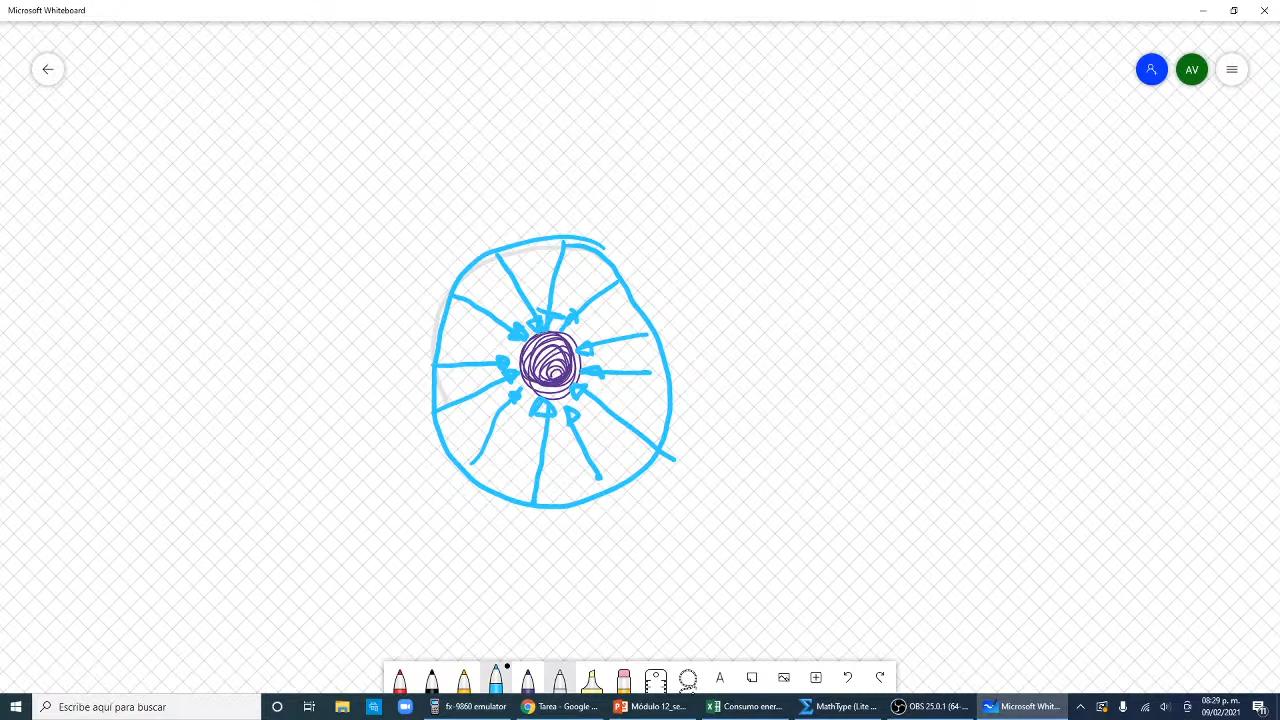 Microsoft Whiteboard
AV
A
Escribe aquí para buscar
fx-9860 emulator
Tarea - Google ...
Módulo 12_se...
Consumo ener...
MathType (Lite ...
OBS 25.0.1 (64-...
Microsoft Whit...
08:29 p. m.
09/02/2021